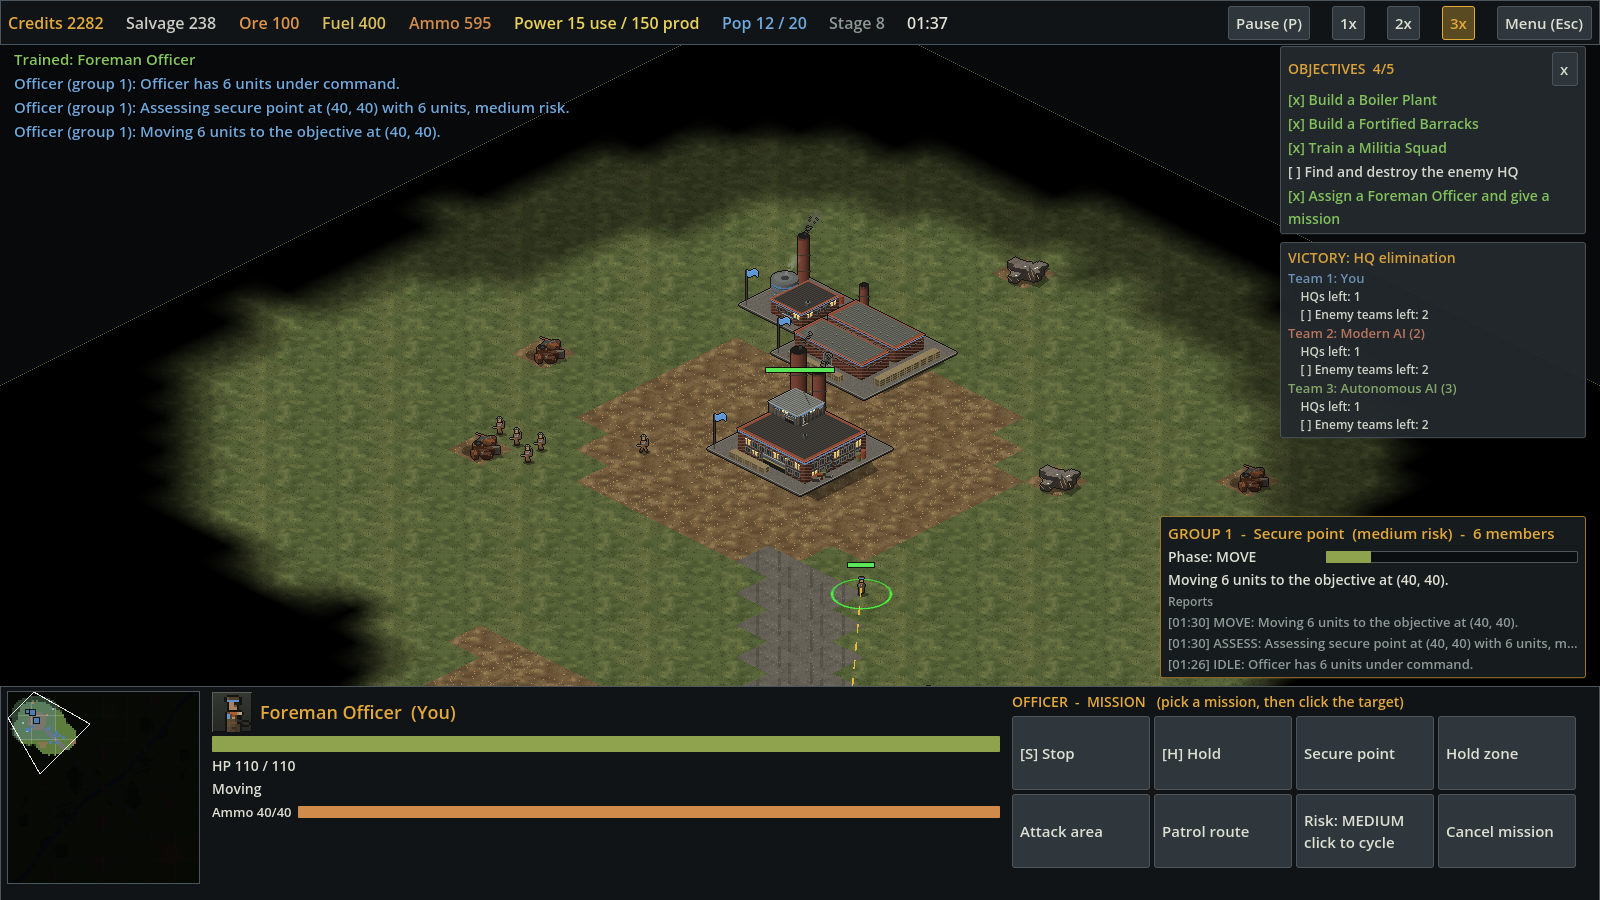 Credits 2282 Salvage 238 Ore 100 Fuel 400 Ammo 595 Power 15 use / 150 prod Pop 12 / 20 Stage 8 01:37 Pause (P) 1x 2x 3x Menu (Esc)
Trained: Foreman Officer
Officer (group 1): Officer has 6 units under command.
Officer (group 1): Assessing secure point at (40, 40) with 6 units, medium risk.
Officer (group 1): Moving 6 units to the objective at (40, 40).
OBJECTIVES 4/5 x
[x] Build a Boiler Plant
[x] Build a Fortified Barracks
[x] Train a Militia Squad
[ ] Find and destroy the enemy HQ
[x] Assign a Foreman Officer and give a
mission
VICTORY: HQ elimination
Team 1: You
HQs left: 1
[ ] Enemy teams left: 2
Team 2: Modern AI (2)
HQs left: 1
[ ] Enemy teams left: 2
Team 3: Autonomous AI (3)
HQs left: 1
[ ] Enemy teams left: 2
GROUP 1 - Secure point (medium risk) - 6 members
Phase: MOVE
Moving 6 units to the objective at (40, 40).
Reports
[01:30] MOVE: Moving 6 units to the objective at (40, 40).
[01:30] ASSESS: Assessing secure point at (40, 40) with 6 units, m...
[01:26] IDLE: Officer has 6 units under command.
Foreman Officer (You)
HP 110 / 110
Moving
Ammo 40/40
OFFICER - MISSION (pick a mission, then click the target)
[S] Stop [H] Hold Secure point Hold zone
Attack area Patrol route Risk: MEDIUM
click to cycle Cancel mission